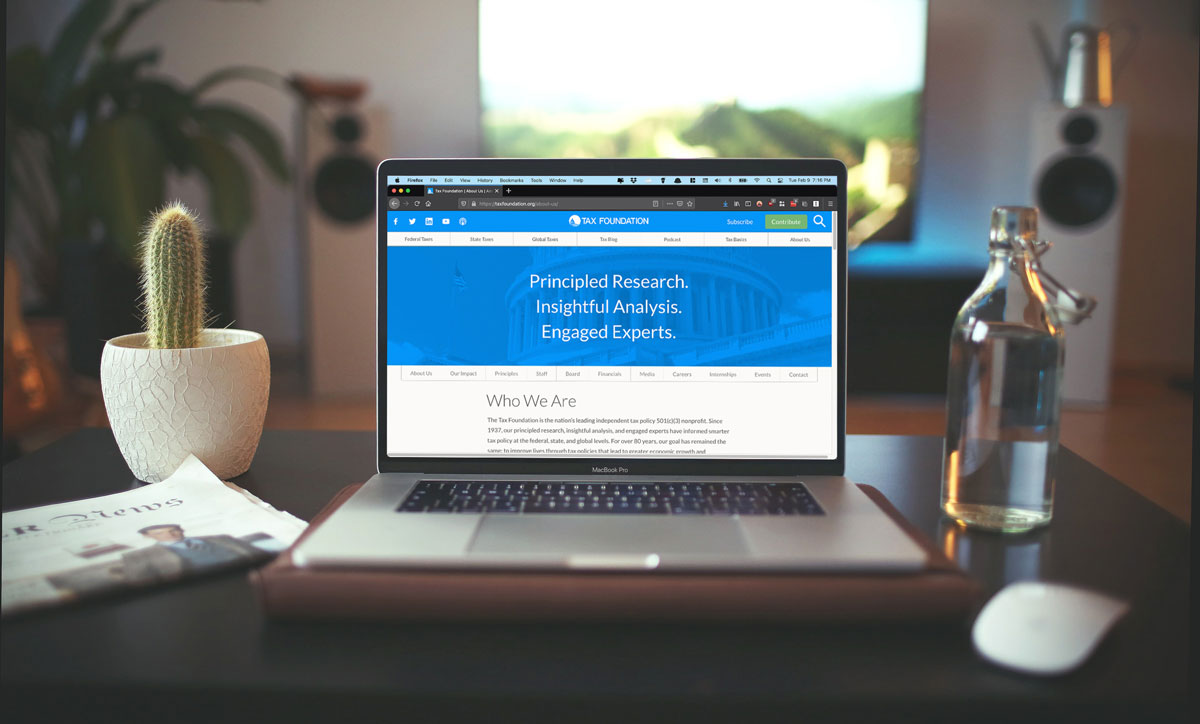 Firefox File Edit View History Bookmarks Tools Window Help Tue Feb 9 7:16 PM
Tax Foundation | About Us |
https://taxfoundation.org/about-us/
TAX FOUNDATION Subscribe Contribute
Federal Taxes State Taxes Global Taxes Tax Blog Podcast Tax Basics About Us
Principled Research.
Insightful Analysis.
Engaged Experts.
About Us Our Impact Principles Staff Board Financials Media Careers Internships Events Contact
Who We Are
The Tax Foundation is the nation's leading independent tax policy 501(c)(3) nonprofit. Since
1937, our principled research, insightful analysis, and engaged experts have informed smarter
tax policy at the federal, state, and global levels. For over 80 years, our goal has remained the
same: to improve lives through tax policies that lead to greater economic growth and
MacBook Pro
ER News